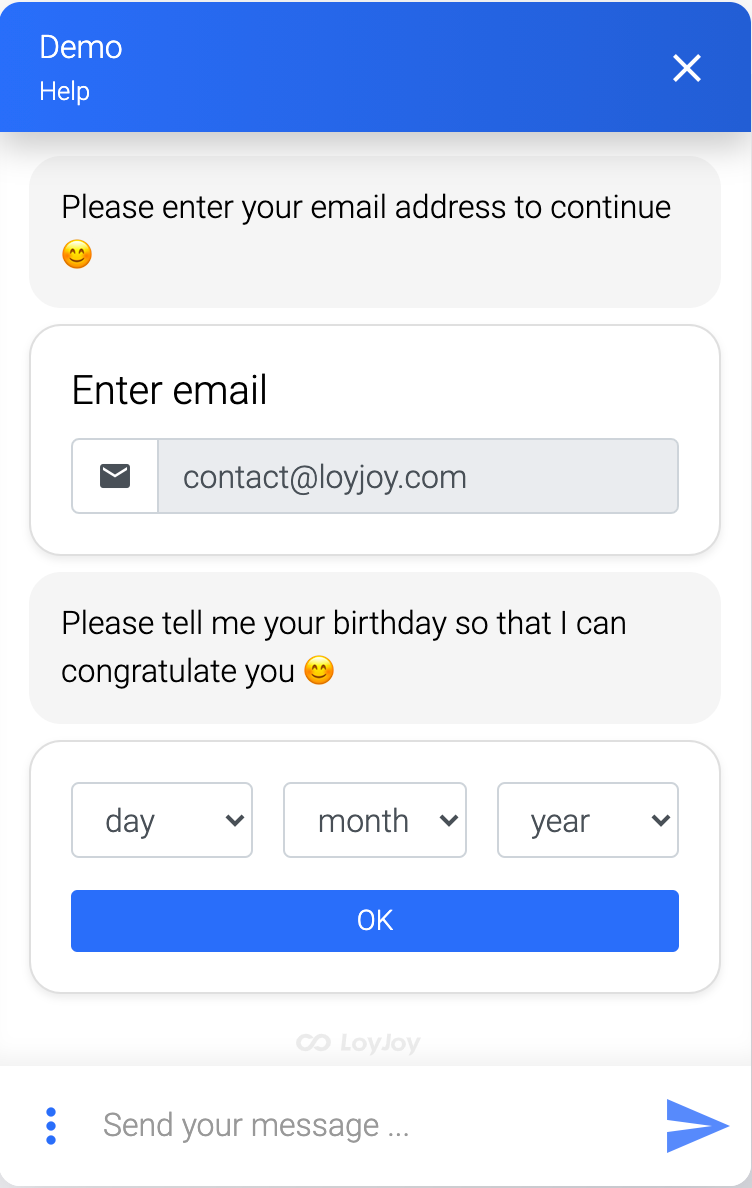 Demo
Help
Please enter your email address to continue
😊
Enter email
contact@loyjoy.com
Please tell me your birthday so that I can
congratulate you 😊
day month year
OK
LoyJoy
Send your message ...